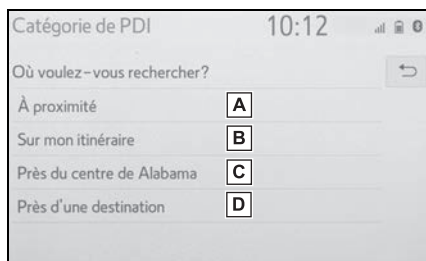 Catégorie de PDI 10:12
Où voulez-vous rechercher?
À proximité A
Sur mon itinéraire B
Près du centre de Alabama C
Près d'une destination D